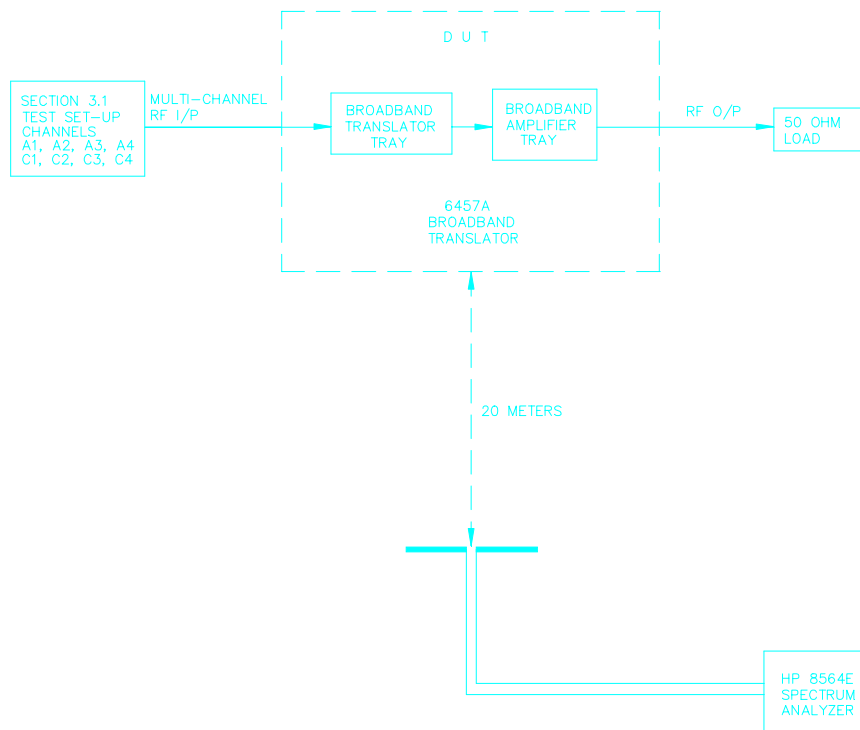 D U T
SECTION 3.1
TEST SET-UP
CHANNELS
A1, A2, A3, A4
C1, C2, C3, C4
MULTI-CHANNEL
RF I/P
BROADBAND
TRANSLATOR
TRAY
BROADBAND
AMPLIFIER
TRAY
RF O/P
50 OHM
LOAD
6457A
BROADBAND
TRANSLATOR
20 METERS
HP 8564E
SPECTRUM
ANALYZER